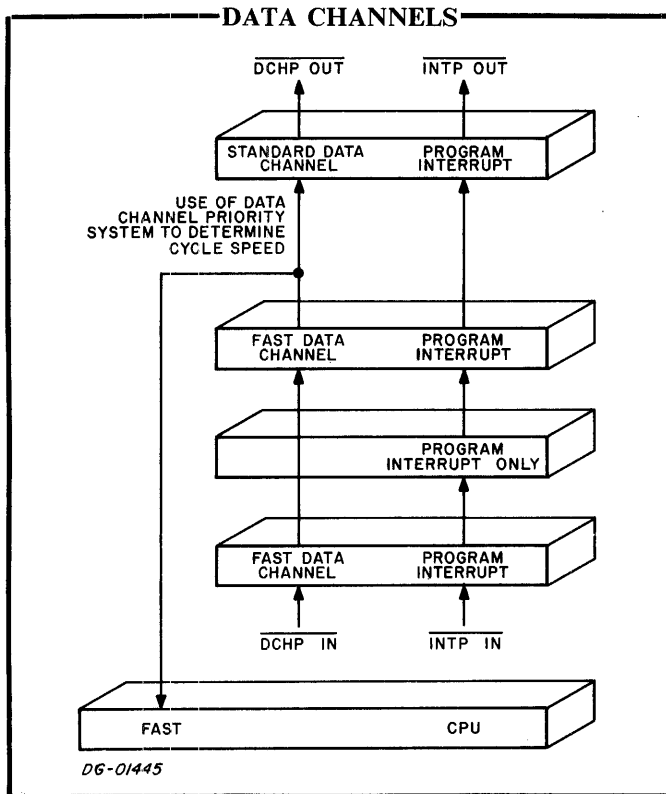 DATA CHANNELS
DCHP OUT INTP OUT
STANDARD DATA CHANNEL
PROGRAM INTERRUPT
USE OF DATA
CHANNEL PRIORITY
SYSTEM TO DETERMINE
CYCLE SPEED
FAST DATA CHANNEL
PROGRAM INTERRUPT
PROGRAM
INTERRUPT ONLY
FAST DATA CHANNEL
PROGRAM INTERRUPT
DCHP IN INTP IN
FAST CPU
DG-01445